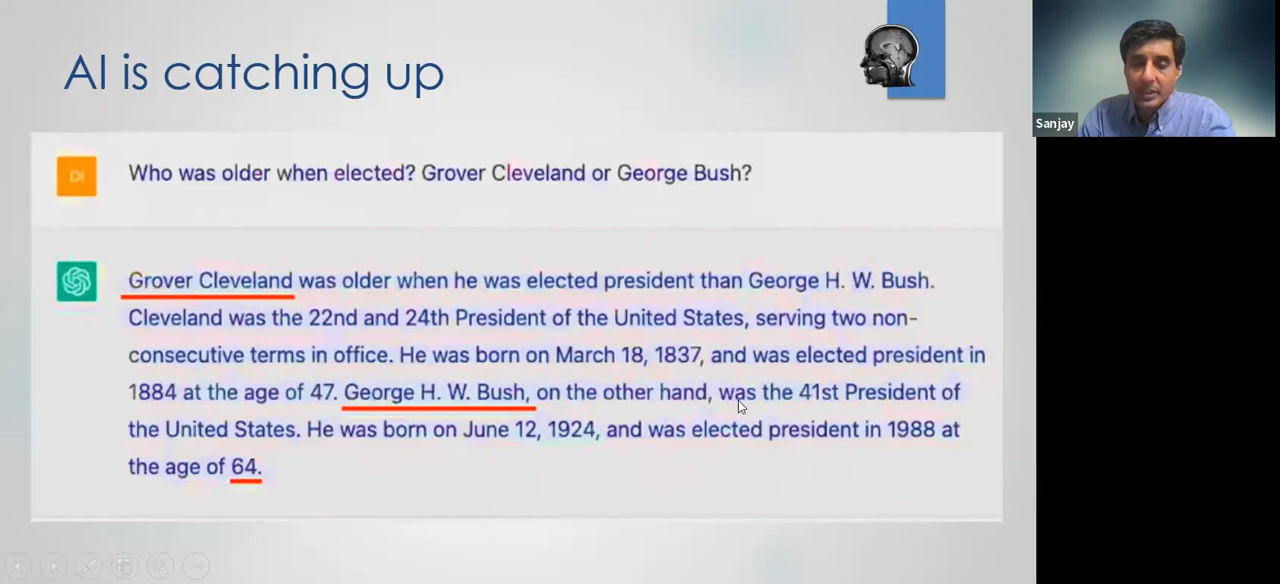 AI is catching up
Sanjay
DI
Who was older when elected? Grover Cleveland or George Bush?
Grover Cleveland was older when he was elected president than George H. W. Bush.
Cleveland was the 22nd and 24th President of the United States, serving two non-
consecutive terms in office. He was born on March 18, 1837, and was elected president in
1884 at the age of 47. George H. W. Bush, on the other hand, was the 41st President of
the United States. He was born on June 12, 1924, and was elected president in 1988 at
the age of 64.